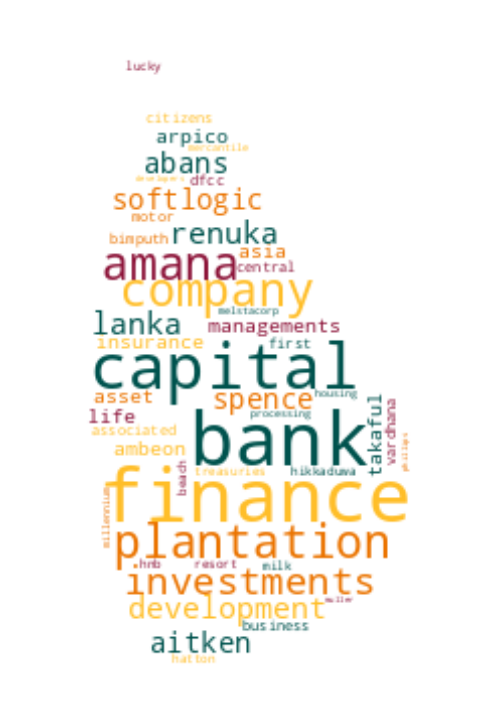 lucky
citizens
arpico
mercantile
abans
developers dfcc
softlogic
motor
renuka
bimputh
asia
amana central
company
melstacorp
lanka managements
insurance first
capital
housing
asset spence
takaful
vardhana
life processing
associated
bank
ambeon
phillips
beach treasuries hikkaduwa
finance
millennium
plantation
hnb resort milk
investments
muller
development
business
aitken
hatton